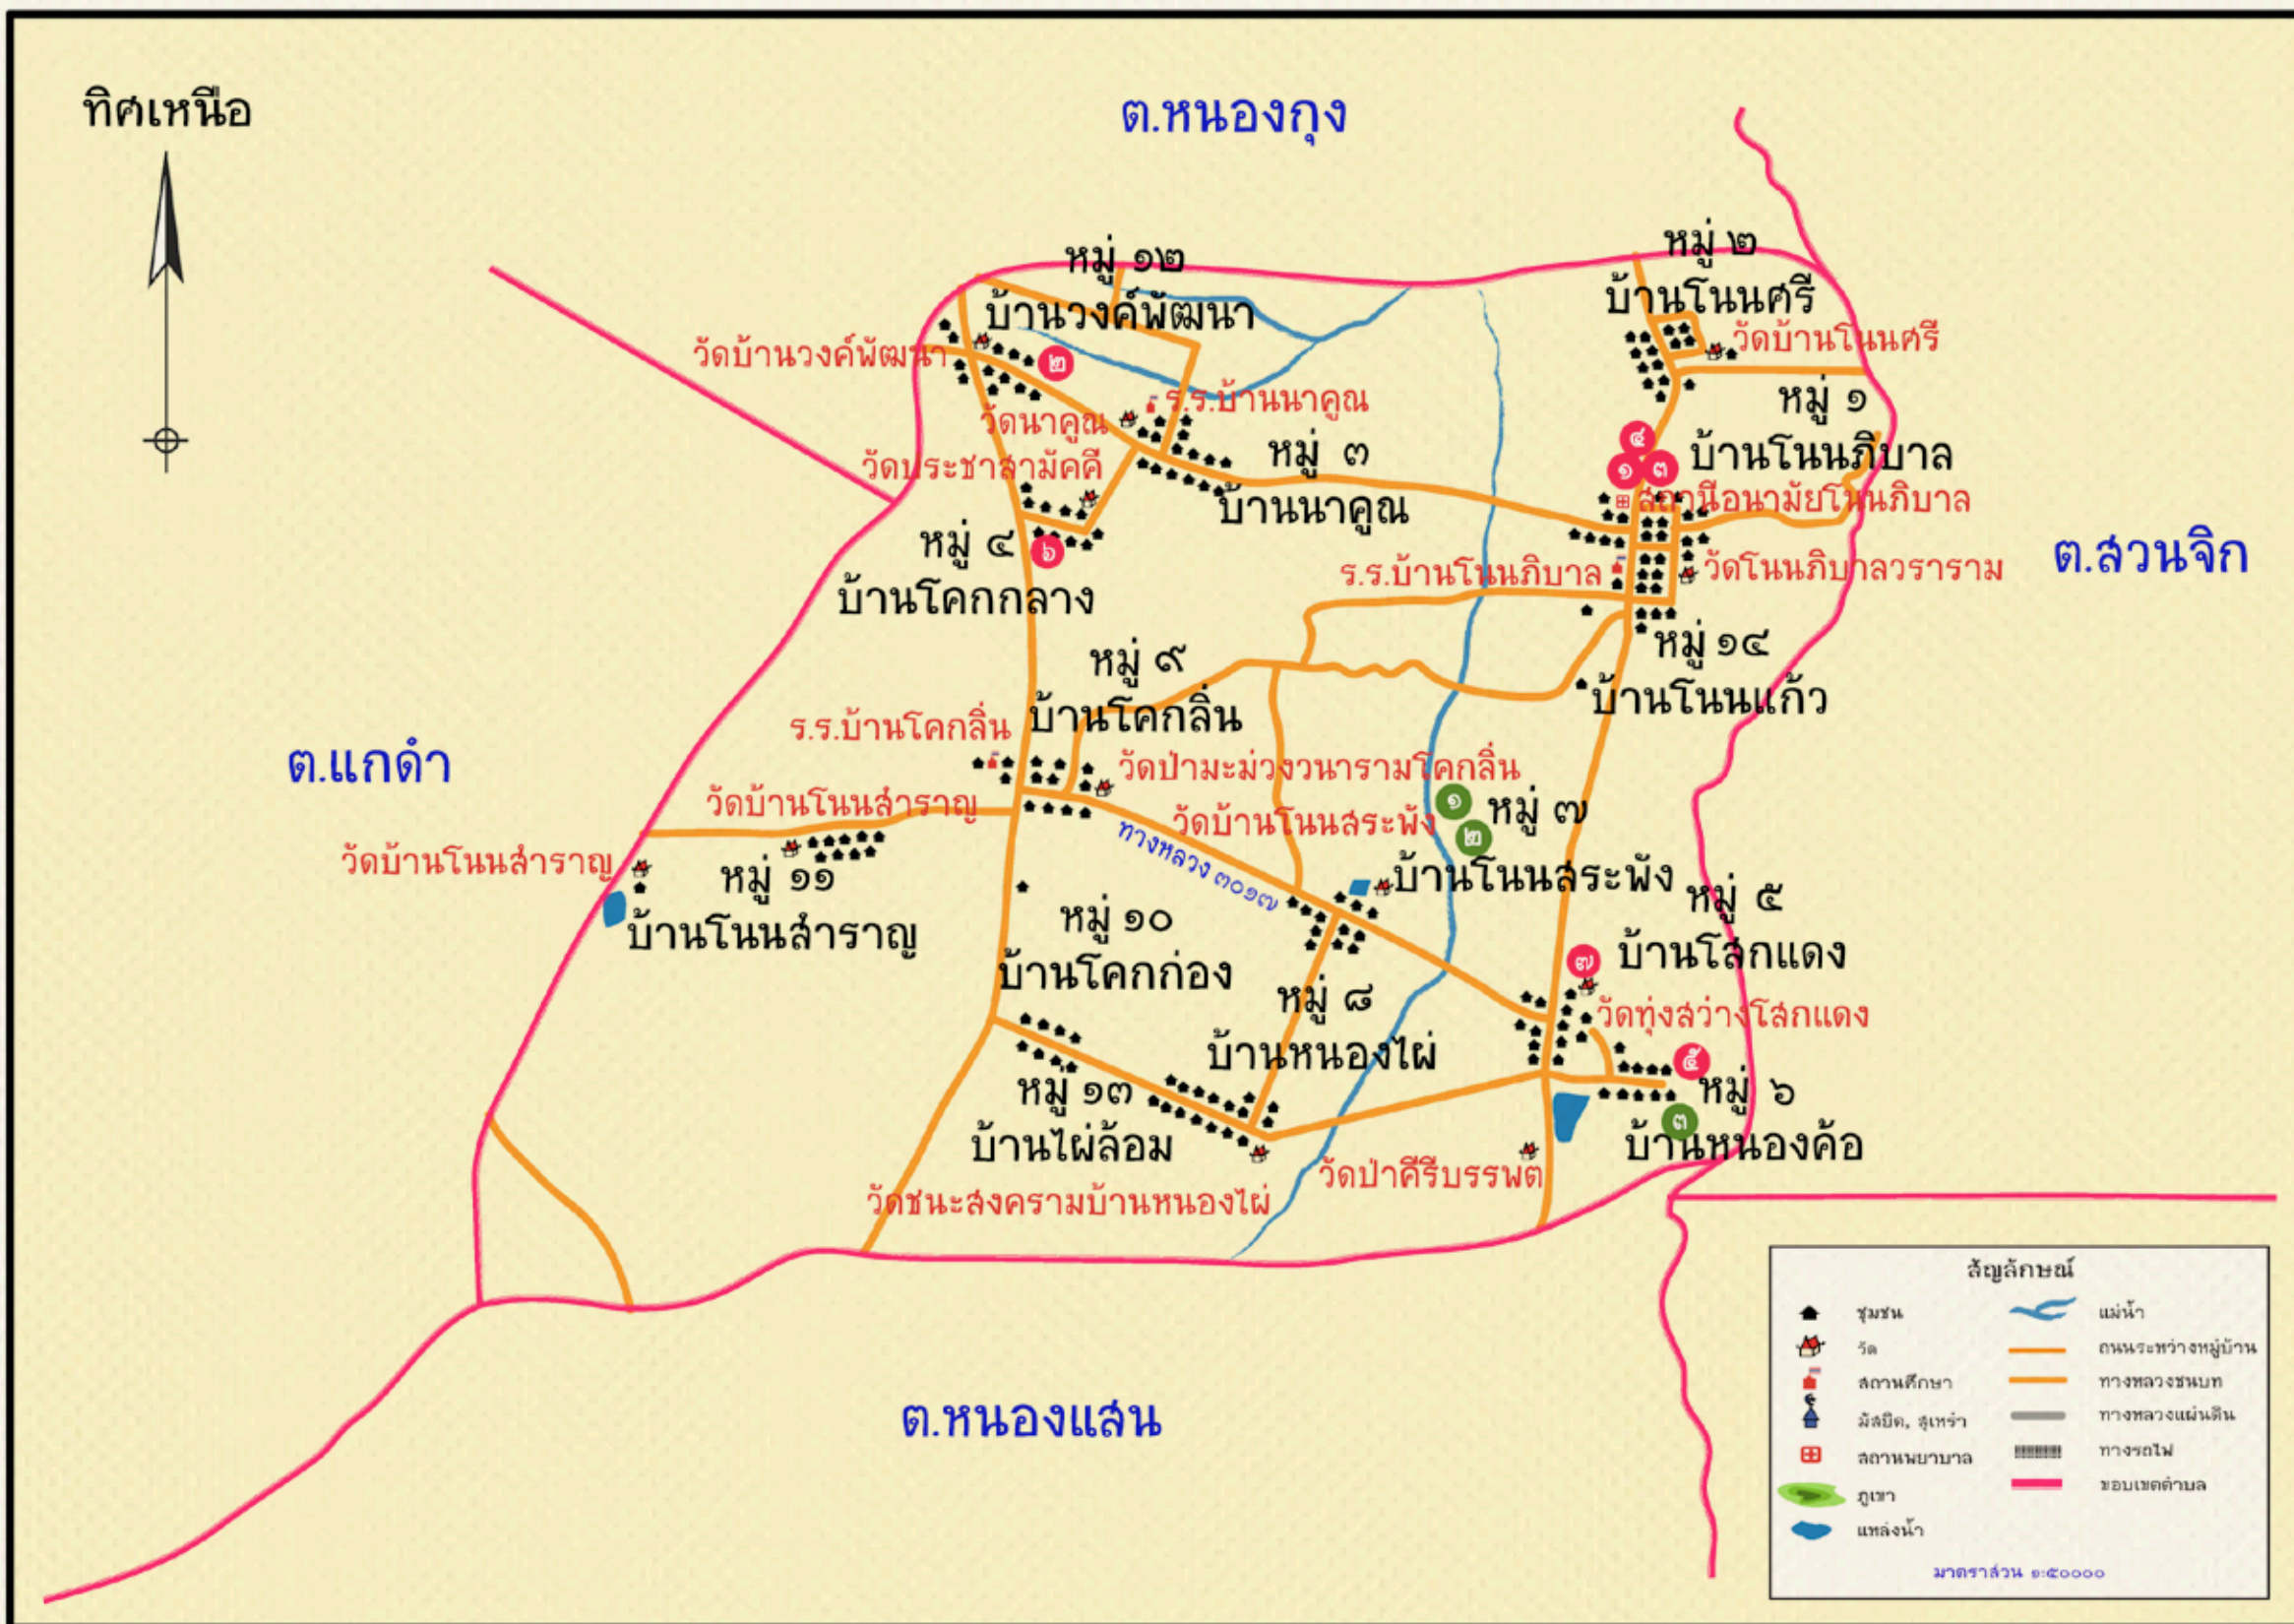 ทิศเหนือ
ต.หนองกุง
หมู่ ๑๒
บ้านวงค์พัฒนา
วัดบ้านวงค์พัฒนา
๒
หมู่ ๒
บ้านโนนศรี
วัดบ้านโนนศรี
วัดนาคูณ
ร.ร.บ้านนาคูณ
หมู่ ๑
บ้านโนนภิบาล
๔
๑
๓
สถานีอนามัยโนนภิบาล
วัดประชาสามัคคี
หมู่ ๓
บ้านนาคูณ
หมู่ ๔
๖
บ้านโคกกลาง
ร.ร.บ้านโนนภิบาล
วัดโนนภิบาลวราราม
ต.สวนจิก
หมู่ ๑๔
บ้านโนนแก้ว
หมู่ ๙
บ้านโคกลิ่น
ร.ร.บ้านโคกลิ่น
ต.แกดำ
วัดป่ามะม่วงวนารามโคกลิ่น
วัดบ้านโนนสำราญ
วัดบ้านโนนสระพัง
ทางหลวง ๓๐๑๗
๑
๒
หมู่ ๗
บ้านโนนสระพัง
วัดบ้านโนนสำราญ
หมู่ ๑๑
บ้านโนนสำราญ
หมู่ ๕
บ้านโสกแดง
๗
วัดทุ่งสว่างโสกแดง
หมู่ ๑๐
บ้านโคกก่อง
หมู่ ๘
บ้านหนองไผ่
๕
หมู่ ๖
๓
บ้านหนองค้อ
หมู่ ๑๓
บ้านไผ่ล้อม
วัดป่าคีรีบรรพต
วัดชนะสงครามบ้านหนองไผ่
ต.หนองแสน
สัญลักษณ์
ชุมชน
วัด
สถานศึกษา
มัสยิด, สุเหร่า
สถานพยาบาล
ภูเขา
แหล่งน้ำ
แม่น้ำ
ถนนระหว่างหมู่บ้าน
ทางหลวงชนบท
ทางหลวงแผ่นดิน
ทางรถไฟ
ขอบเขตตำบล
มาตราส่วน ๑:๕๐๐๐๐